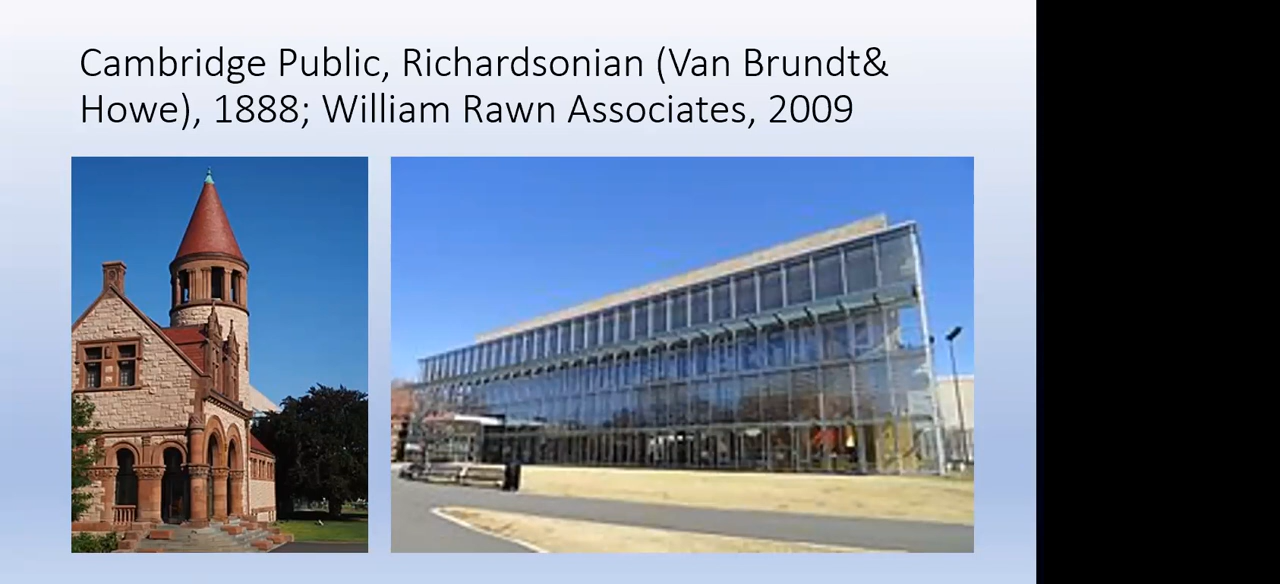 Cambridge Public, Richardsonian (Van Brundt&
Howe), 1888; William Rawn Associates, 2009